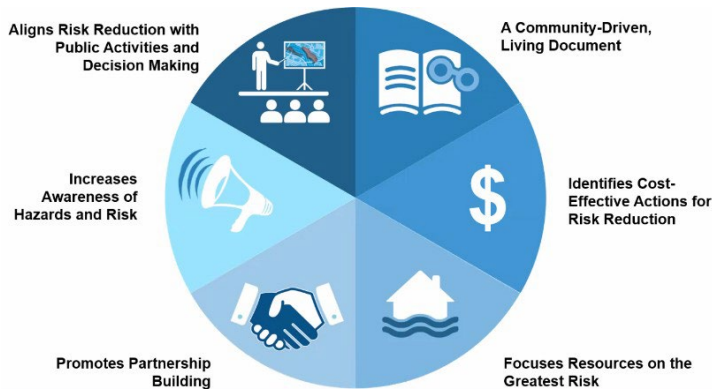 Aligns Risk Reduction with
Public Activities and
Decision Making
A Community-Driven,
Living Document
Increases
Awareness of
Hazards and Risk
$
Identifies Cost-
Effective Actions for
Risk Reduction
Promotes Partnership
Building
Focuses Resources on the
Greatest Risk